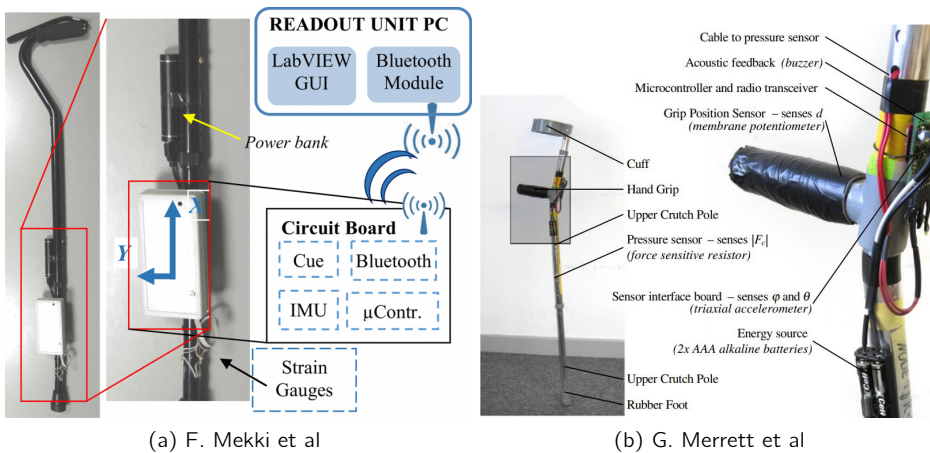 READOUT UNIT PC
LabVIEW
GUI
Bluetooth
Module
Power bank
X
Y
Circuit Board
Cue
Bluetooth
IMU
μContr.
Strain
Gauges
(a) F. Mekki et al
Cable to pressure sensor
Acoustic feedback (buzzer)
Microcontroller and radio transceiver
Grip Position Sensor – senses d
(membrane potentiometer)
Cuff
Hand Grip
Upper Crutch Pole
Pressure sensor – senses |Fc|
(force sensitive resistor)
Sensor interface board – senses φ and θ
(triaxial accelerometer)
Energy source
(2x AAA alkaline batteries)
Upper Crutch Pole
Rubber Foot
(b) G. Merrett et al